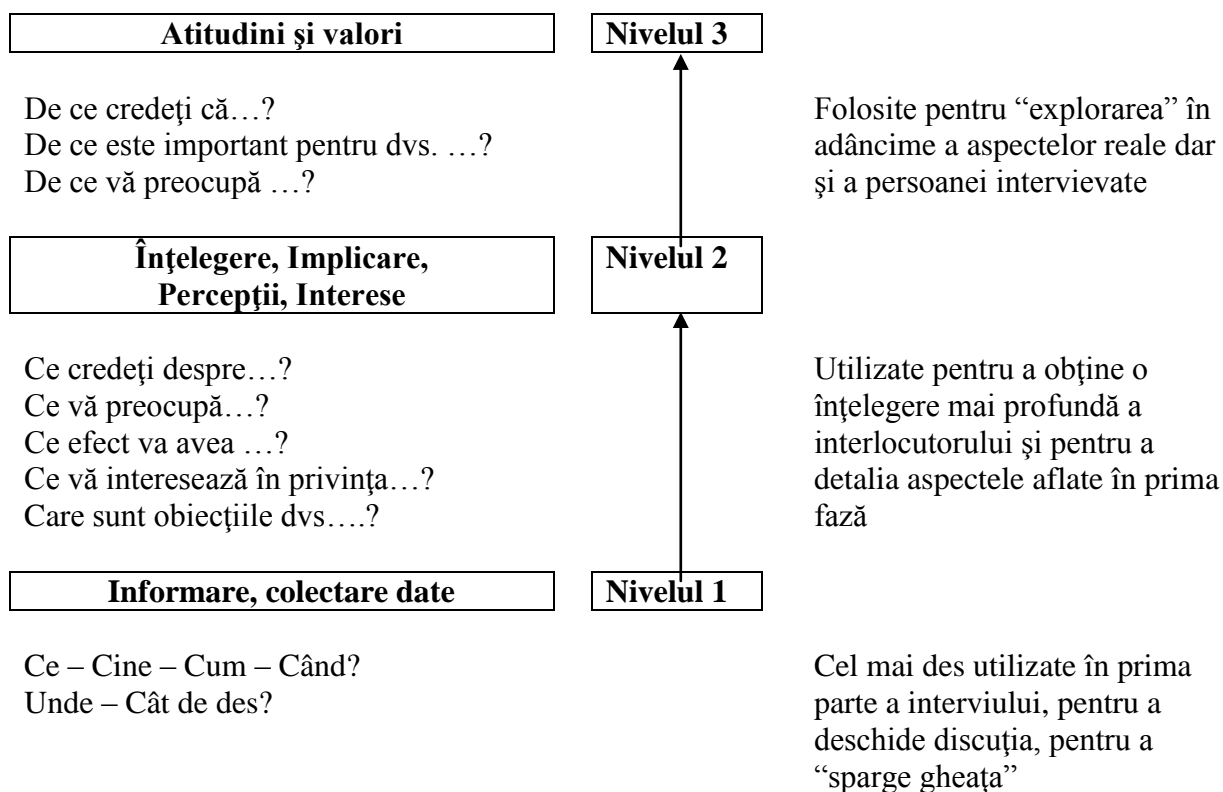 Atitudini şi valori
Nivelul 3
De ce credeţi că…?
De ce este important pentru dvs. …?
De ce vă preocupă …?
Folosite pentru “explorarea” în
adâncime a aspectelor reale dar
şi a persoanei intervievate
Înţelegere, Implicare,
Percepţii, Interese
Nivelul 2
Ce credeţi despre…?
Ce vă preocupă…?
Ce efect va avea …?
Ce vă interesează în privinţa…?
Care sunt obiecţiile dvs….?
Utilizate pentru a obţine o
înţelegere mai profundă a
interlocutorului şi pentru a
detalia aspectele aflate în prima
fază
Informare, colectare date
Nivelul 1
Ce – Cine – Cum – Când?
Unde – Cât de des?
Cel mai des utilizate în prima
parte a interviului, pentru a
deschide discuţia, pentru a
“sparge gheaţa”